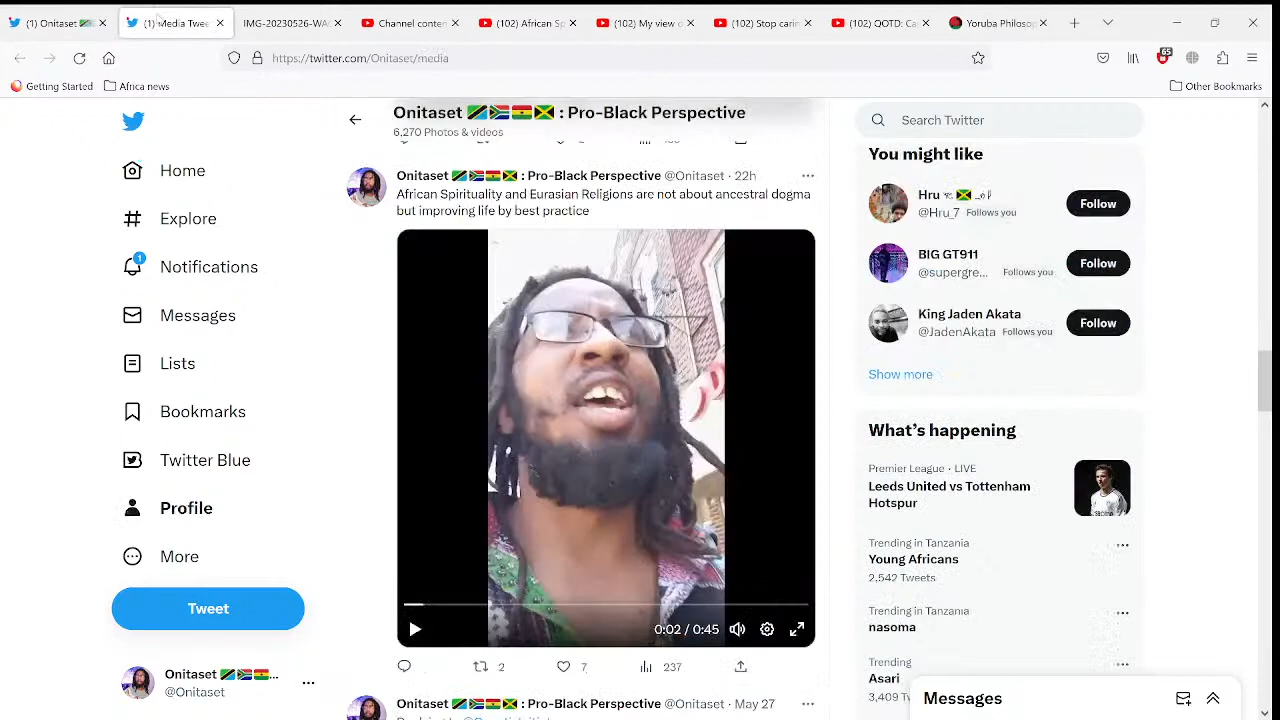 (1) Onitaset
(1) Media Twee
IMG-20230526-WA
Channel conten
(102) African Sp
(102) My view o
(102) Stop carin
(102) QOTD: Ca
Yoruba Philosop
https://twitter.com/Onitaset/media
65
Getting Started
Africa news
Other Bookmarks
Home
Explore
1
Notifications
Messages
Lists
Bookmarks
Twitter Blue
Profile
More
Tweet
Onitaset
@Onitaset
Onitaset : Pro-Black Perspective
6,270 Photos & videos
Onitaset : Pro-Black Perspective @Onitaset · 22h
African Spirituality and Eurasian Religions are not about ancestral dogma
but improving life by best practice
0:02 / 0:45
2
7
237
Onitaset : Pro-Black Perspective @Onitaset · May 27
Search Twitter
You might like
Hru
@Hru_7 Follows you
Follow
BIG GT911
@supergre... Follows you
Follow
King Jaden Akata
@JadenAkata Follows you
Follow
Show more
What's happening
Premier League · LIVE
Leeds United vs Tottenham
Hotspur
Trending in Tanzania
Young Africans
2,542 Tweets
Trending in Tanzania
nasoma
Trending
Asari
3,409
Messages